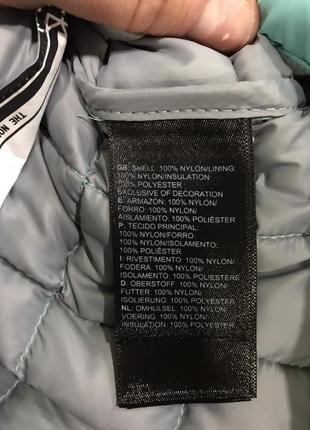 THE NO
GB: SHELL: 100% NYLON/LINING:
100% NYLON/INSULATION
100% POLYESTER
EXCLUSIVE OF DECORATION
E: ARMAZON: 100% NYLON/
FORRO: 100% NYLON/
AISLAMIENTO: 100% POLIÉSTER
P: TECIDO PRINCIPAL:
100% NYLON/FORRO:
100% NYLON/ISOLAMENTO:
100% POLIÉSTER
I: RIVESTIMENTO: 100% NYLON/
FODERA: 100% NYLON/
ISOLAMENTO: 100% POLIESTERE
D: OBERSTOFF: 100% NYLON/
FUTTER: 100% NYLON/
ISOLIERUNG: 100% POLYESTER
NL: OMHULSEL: 100% NYLON/
VOERING: 100% NYLON/
INSULATION: 100% POLYESTER